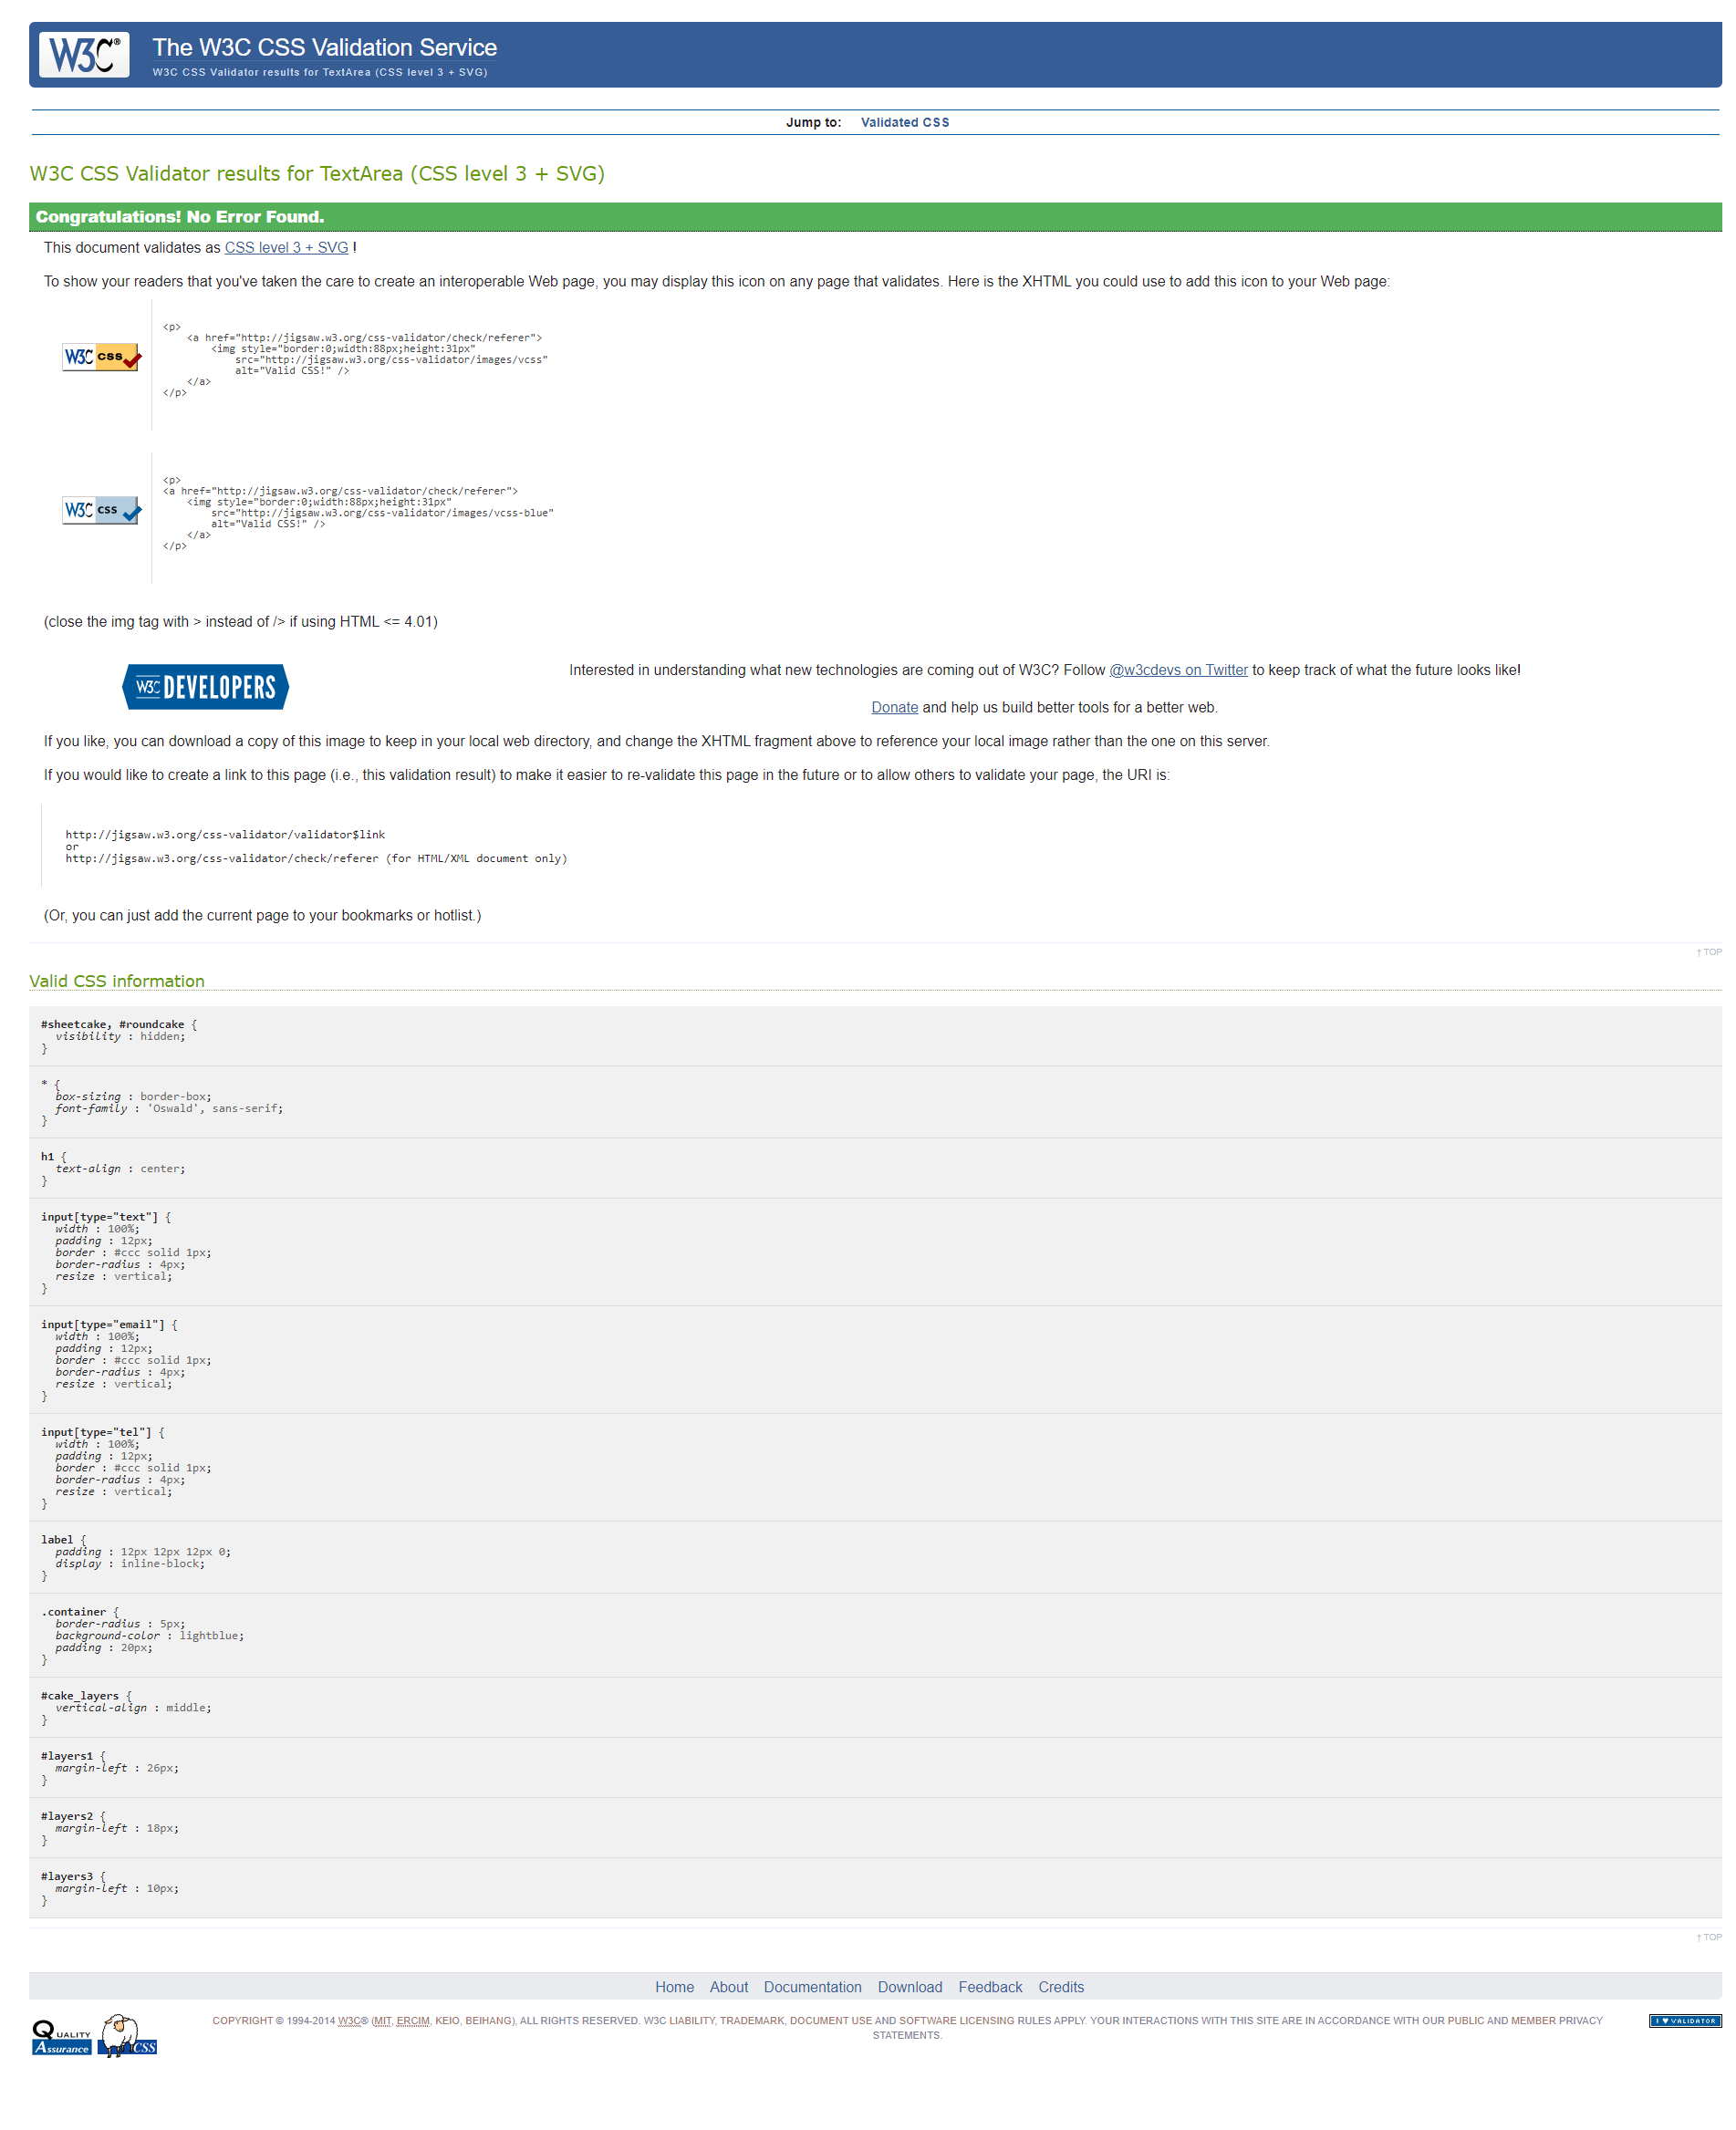 W3C®
The W3C CSS Validation Service
W3C CSS Validator results for TextArea (CSS level 3 + SVG)
Jump to: Validated CSS
W3C CSS Validator results for TextArea (CSS level 3 + SVG)
Congratulations! No Error Found.
This document validates as CSS level 3 + SVG !
To show your readers that you've taken the care to create an interoperable Web page, you may display this icon on any page that validates. Here is the XHTML you could use to add this icon to your Web page:
W3C css
<p>
    <a href="http://jigsaw.w3.org/css-validator/check/referer">
        <img style="border:0;width:88px;height:31px"
            src="http://jigsaw.w3.org/css-validator/images/vcss"
            alt="Valid CSS!" />
    </a>
</p>
W3C css
<p>
<a href="http://jigsaw.w3.org/css-validator/check/referer">
    <img style="border:0;width:88px;height:31px"
        src="http://jigsaw.w3.org/css-validator/images/vcss-blue"
        alt="Valid CSS!" />
    </a>
</p>
(close the img tag with > instead of /> if using HTML <= 4.01)
W3C DEVELOPERS
Interested in understanding what new technologies are coming out of W3C? Follow @w3cdevs on Twitter to keep track of what the future looks like!
Donate and help us build better tools for a better web.
If you like, you can download a copy of this image to keep in your local web directory, and change the XHTML fragment above to reference your local image rather than the one on this server.
If you would like to create a link to this page (i.e., this validation result) to make it easier to re-validate this page in the future or to allow others to validate your page, the URI is:
http://jigsaw.w3.org/css-validator/validator$link
or
http://jigsaw.w3.org/css-validator/check/referer (for HTML/XML document only)
(Or, you can just add the current page to your bookmarks or hotlist.)
↑ TOP
Valid CSS information
#sheetcake, #roundcake {
  visibility : hidden;
}
* {
  box-sizing : border-box;
  font-family : 'Oswald', sans-serif;
}
h1 {
  text-align : center;
}
input[type="text"] {
  width : 100%;
  padding : 12px;
  border : #ccc solid 1px;
  border-radius : 4px;
  resize : vertical;
}
input[type="email"] {
  width : 100%;
  padding : 12px;
  border : #ccc solid 1px;
  border-radius : 4px;
  resize : vertical;
}
input[type="tel"] {
  width : 100%;
  padding : 12px;
  border : #ccc solid 1px;
  border-radius : 4px;
  resize : vertical;
}
label {
  padding : 12px 12px 12px 0;
  display : inline-block;
}
.container {
  border-radius : 5px;
  background-color : lightblue;
  padding : 20px;
}
#cake_layers {
  vertical-align : middle;
}
#layers1 {
  margin-left : 26px;
}
#layers2 {
  margin-left : 18px;
}
#layers3 {
  margin-left : 10px;
}
↑ TOP
Home About Documentation Download Feedback Credits
QUALITY
Assurance
CSS
COPYRIGHT © 1994-2014 W3C® (MIT, ERCIM, KEIO, BEIHANG), ALL RIGHTS RESERVED. W3C LIABILITY, TRADEMARK, DOCUMENT USE AND SOFTWARE LICENSING RULES APPLY. YOUR INTERACTIONS WITH THIS SITE ARE IN ACCORDANCE WITH OUR PUBLIC AND MEMBER PRIVACY
STATEMENTS.
I ♥ VALIDATOR